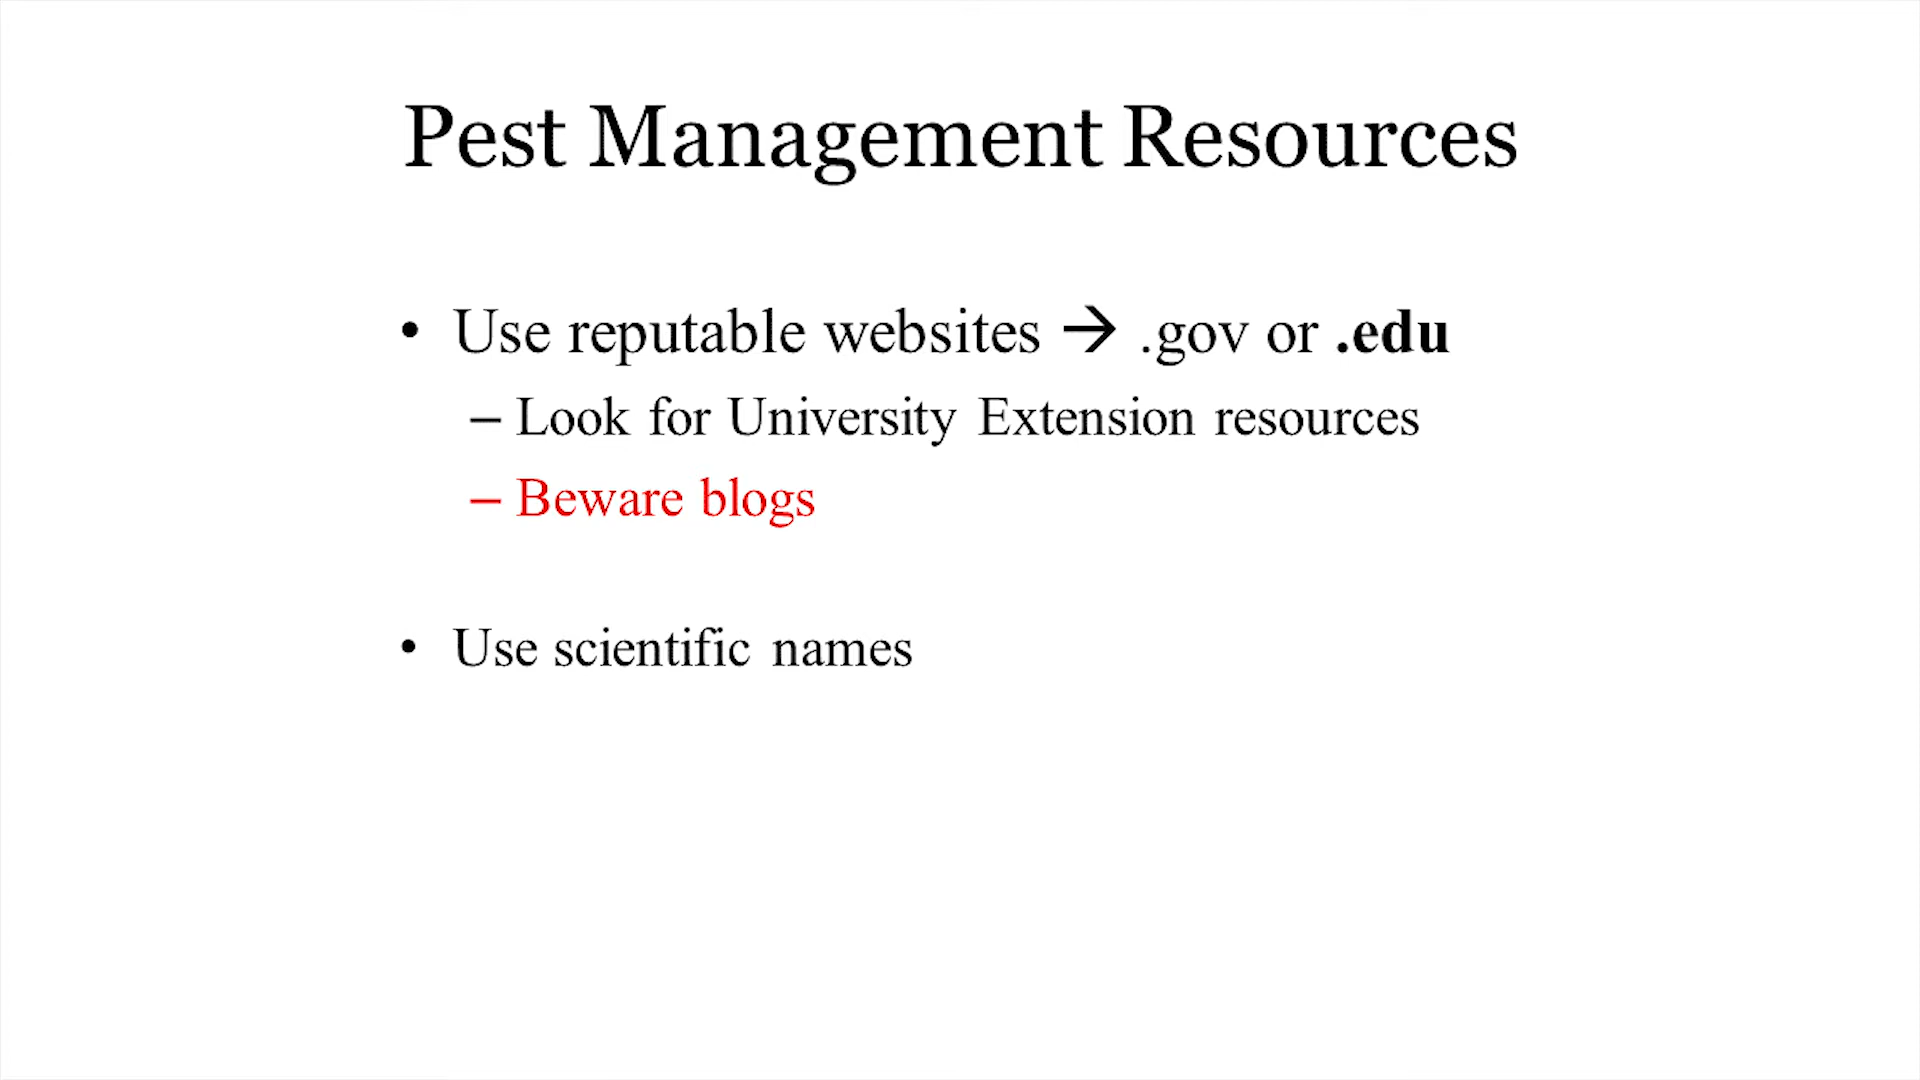 Pest Management Resources
• Use reputable websites → .gov or .edu
– Look for University Extension resources
– Beware blogs
• Use scientific names